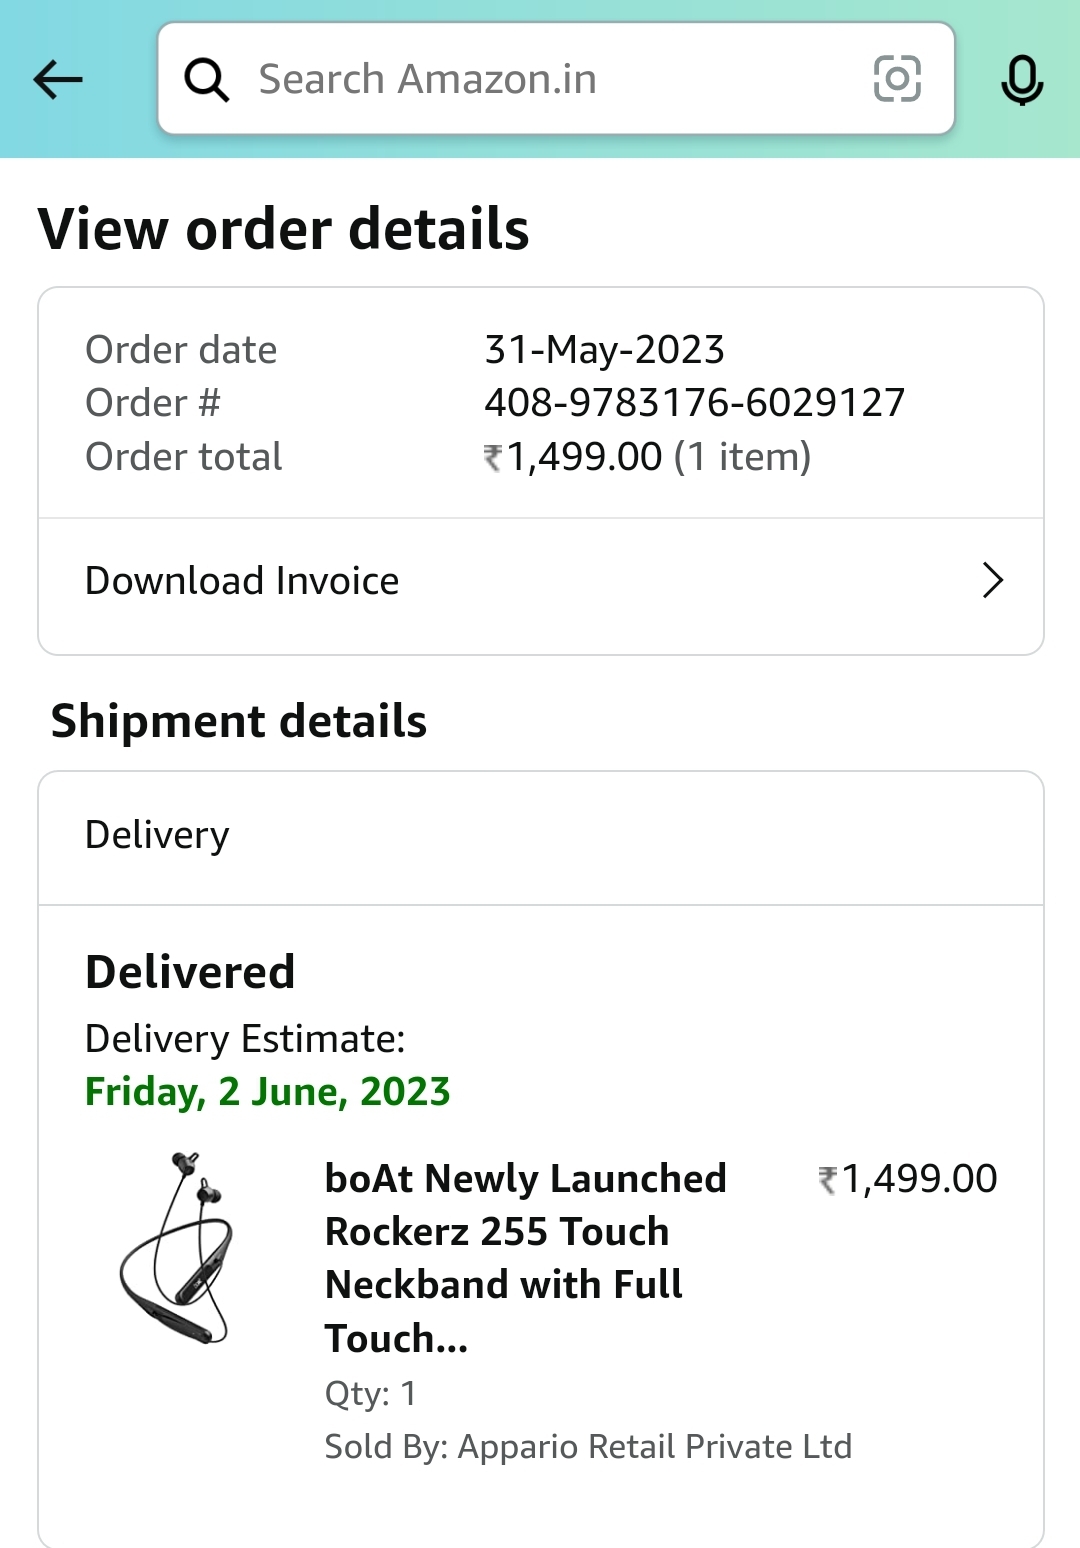 Search Amazon.in
View order details
Order date 31-May-2023
Order # 408-9783176-6029127
Order total ₹1,499.00 (1 item)
Download Invoice
Shipment details
Delivery
Delivered
Delivery Estimate:
Friday, 2 June, 2023
boAt Newly Launched ₹1,499.00
Rockerz 255 Touch
Neckband with Full
Touch...
Qty: 1
Sold By: Appario Retail Private Ltd